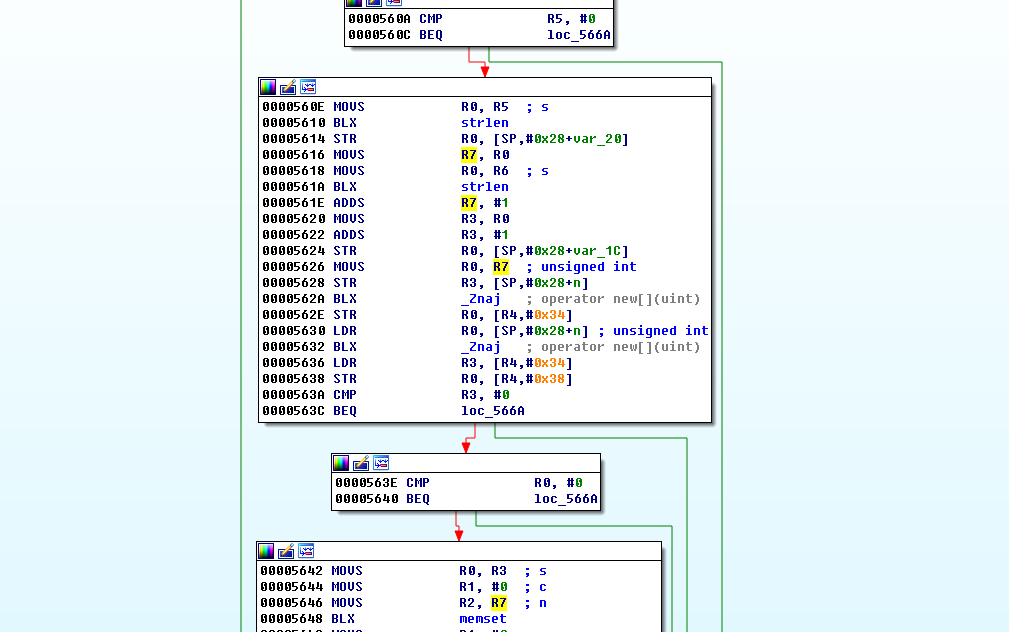 0000560A CMP R5, #0
0000560C BEQ loc_566A
0000560E MOVS R0, R5 ; s
00005610 BLX strlen
00005614 STR R0, [SP,#0x28+var_20]
00005616 MOVS R7, R0
00005618 MOVS R0, R6 ; s
0000561A BLX strlen
0000561E ADDS R7, #1
00005620 MOVS R3, R0
00005622 ADDS R3, #1
00005624 STR R0, [SP,#0x28+var_1C]
00005626 MOVS R0, R7 ; unsigned int
00005628 STR R3, [SP,#0x28+n]
0000562A BLX _Znaj ; operator new[](uint)
0000562E STR R0, [R4,#0x34]
00005630 LDR R0, [SP,#0x28+n] ; unsigned int
00005632 BLX _Znaj ; operator new[](uint)
00005636 LDR R3, [R4,#0x34]
00005638 STR R0, [R4,#0x38]
0000563A CMP R3, #0
0000563C BEQ loc_566A
0000563E CMP R0, #0
00005640 BEQ loc_566A
00005642 MOVS R0, R3 ; s
00005644 MOVS R1, #0 ; c
00005646 MOVS R2, R7 ; n
00005648 BLX memset